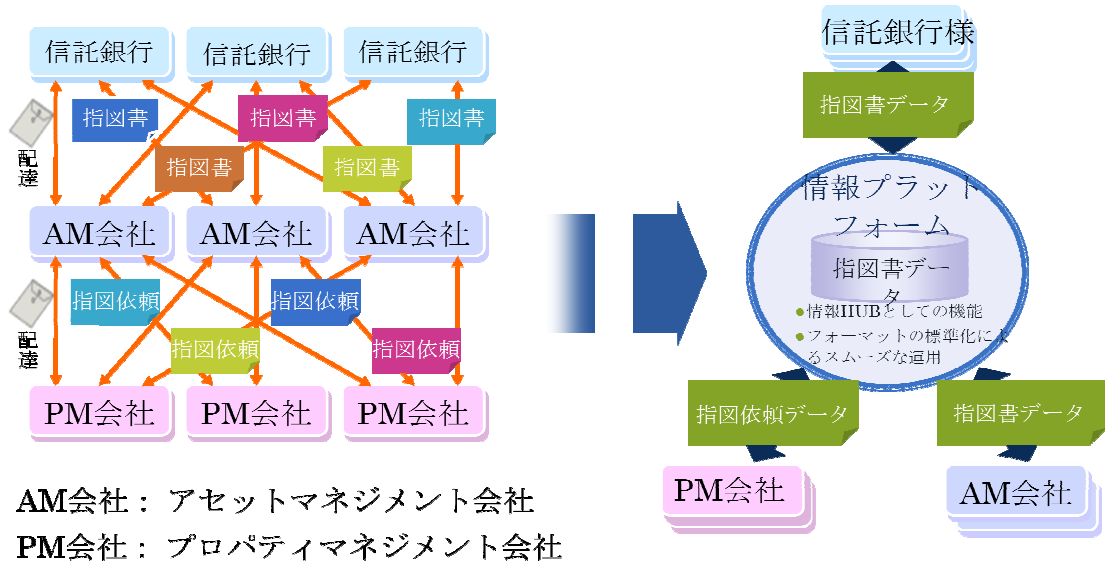 信託銀行
信託銀行
信託銀行
指図書
指図書
指図書
指図書
指図書
配達
AM会社
AM会社
AM会社
指図依頼
指図依頼
指図依頼
指図依頼
配達
PM会社
PM会社
PM会社
AM会社： アセットマネジメント会社
PM会社： プロパティマネジメント会社
信託銀行様
指図書データ
情報プラット
フォーム
指図書デー
タ
●情報HUBとしての機能
●フォーマットの標準化によ
るスムーズな運用
指図依頼データ
指図書データ
PM会社
AM会社